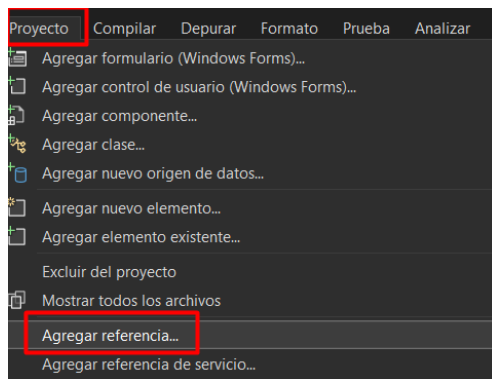 Proyecto Compilar Depurar Formato Prueba Analizar
Agregar formulario (Windows Forms)...
Agregar control de usuario (Windows Forms)...
Agregar componente...
Agregar clase...
Agregar nuevo origen de datos...
Agregar nuevo elemento...
Agregar elemento existente...
Excluir del proyecto
Mostrar todos los archivos
Agregar referencia...
Agregar referencia de servicio...